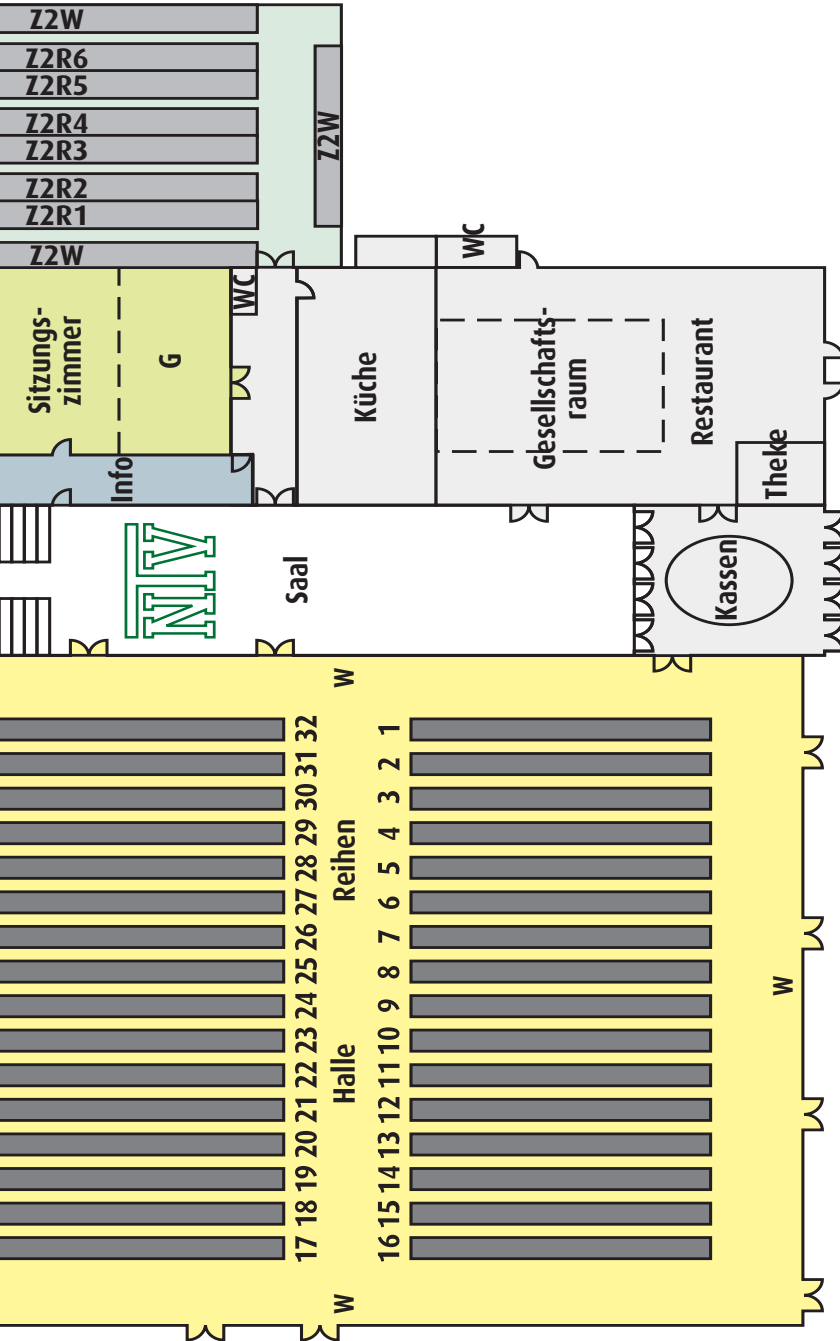 Z2W
Z2R6
Z2R5
Z2R4
Z2R3
Z2R2
Z2R1
Z2W
Z2W
WC
WC
Sitzungs-
zimmer
G
Küche
Gesellschafts-
raum
Restaurant
Theke
Info
NIV
Saal
Kassen
W
32 1
31 2
30 3
29 4
28 5
27 6
26 7
25 8
24 9
23 10
22 11
21 12
20 13
19 14
18 15
17 16
Halle Reihen
W
W